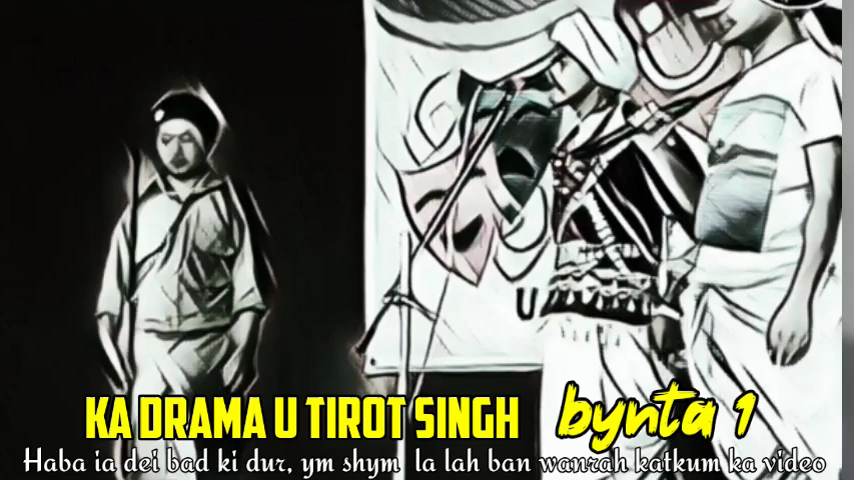 U
KA DRAMA U TIROT SINGH bynta 1
Haba ia dei bad ki dur, ym shym la lah ban wanrah katkum ka video